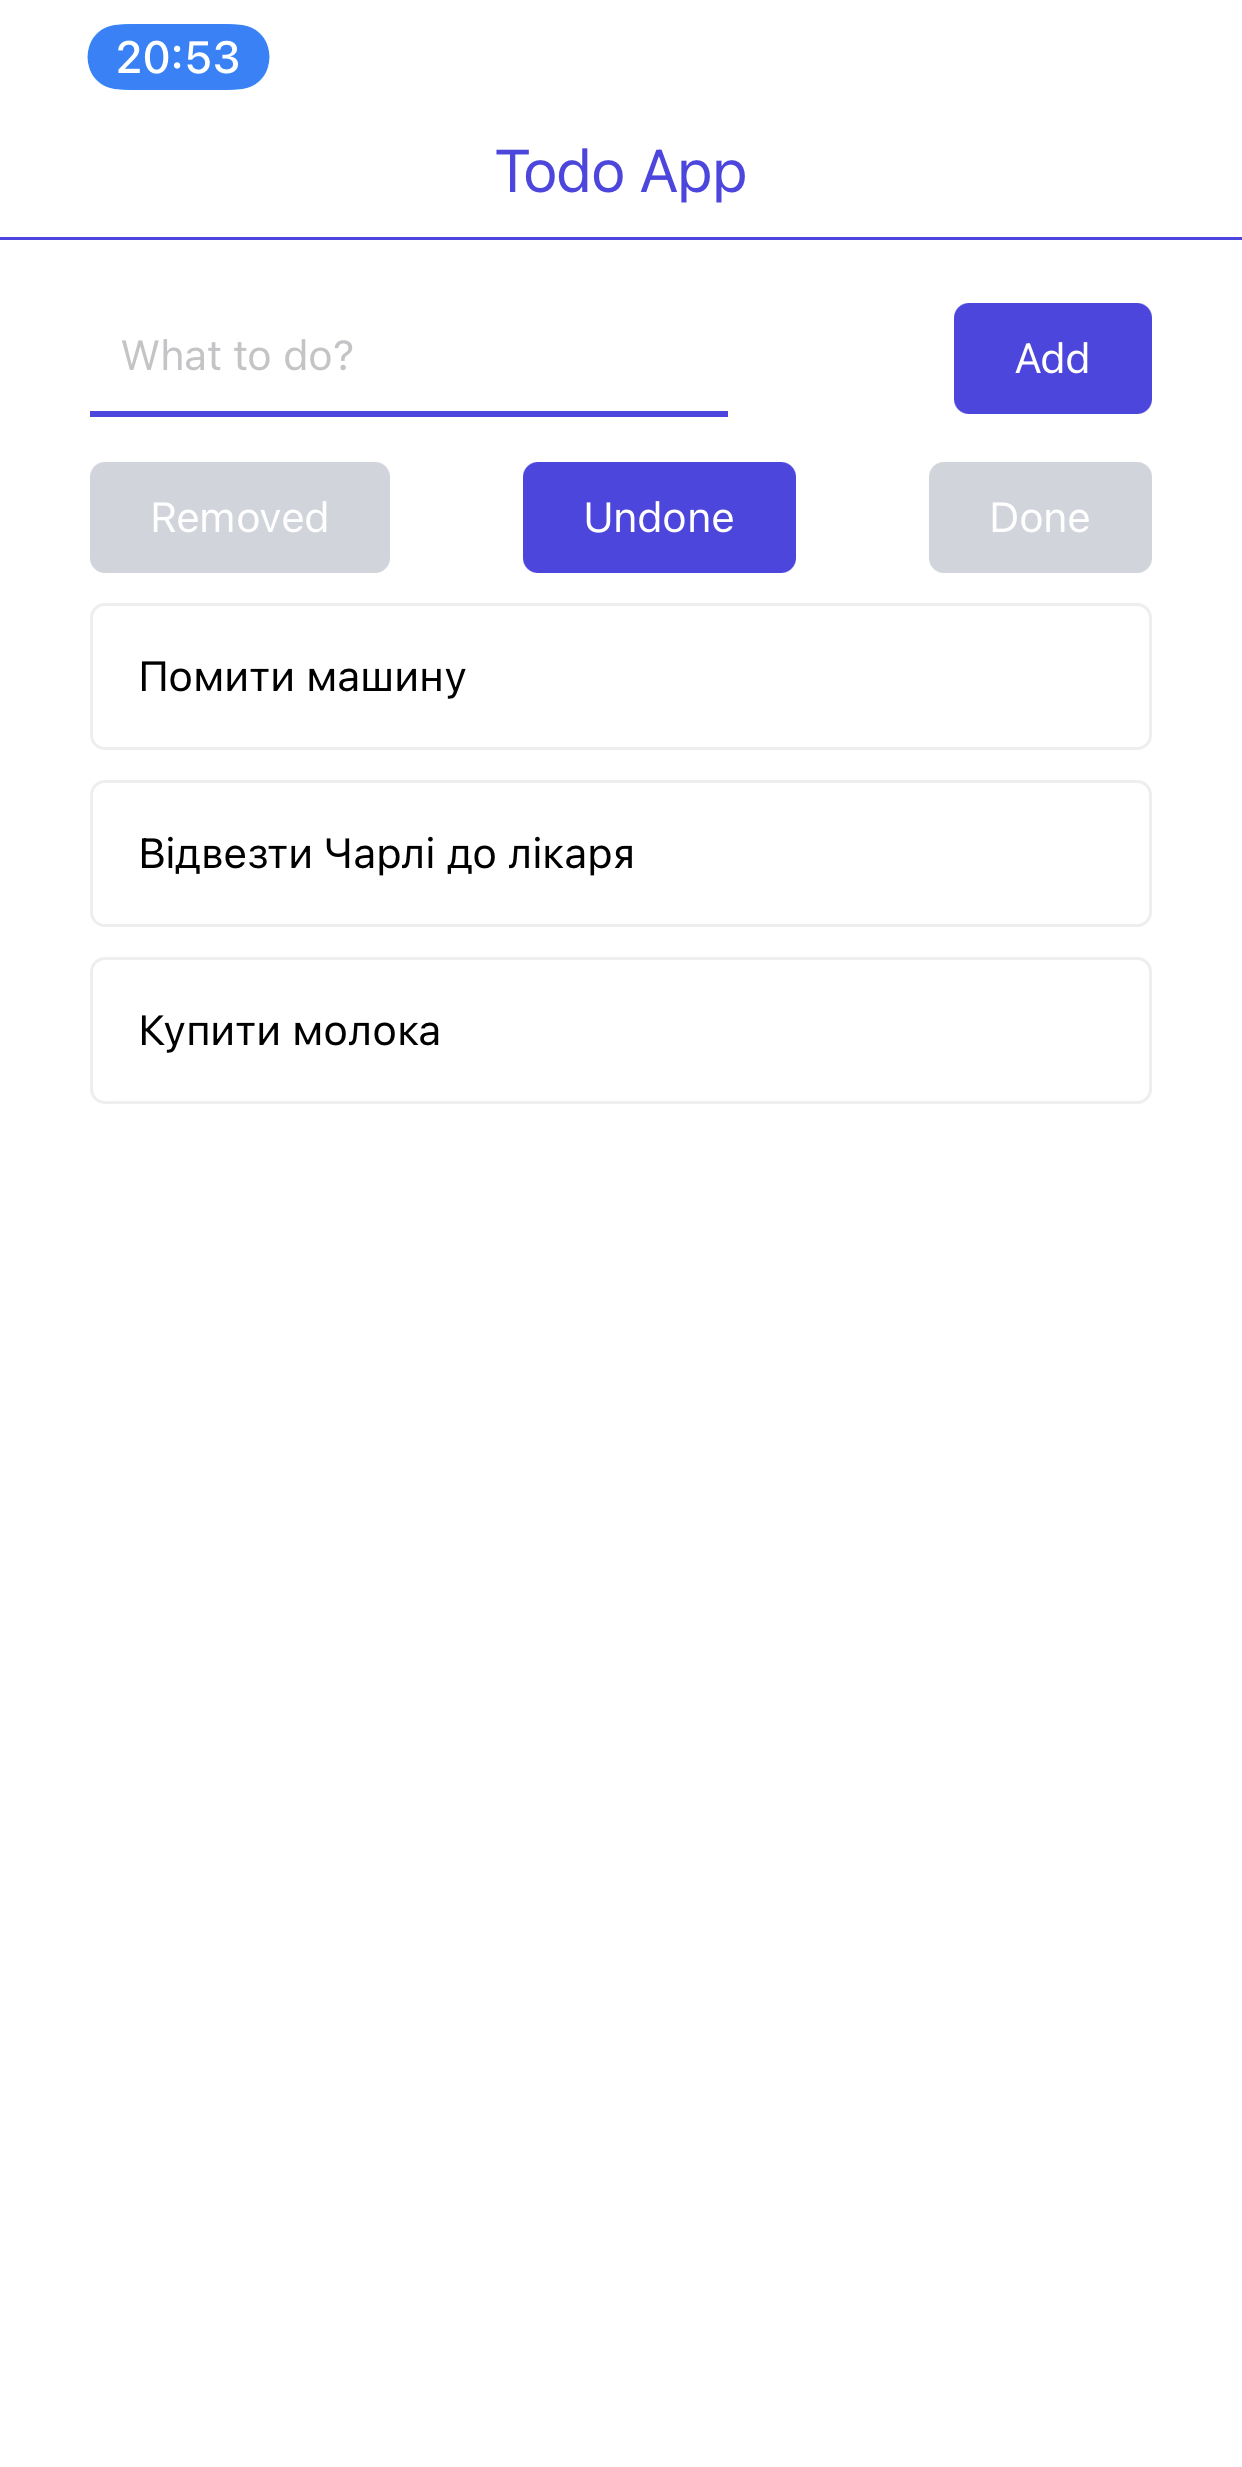 20:53
Todo App
What to do?
Add
Removed
Undone
Done
Помити машину
Відвезти Чарлі до лікаря
Купити молока